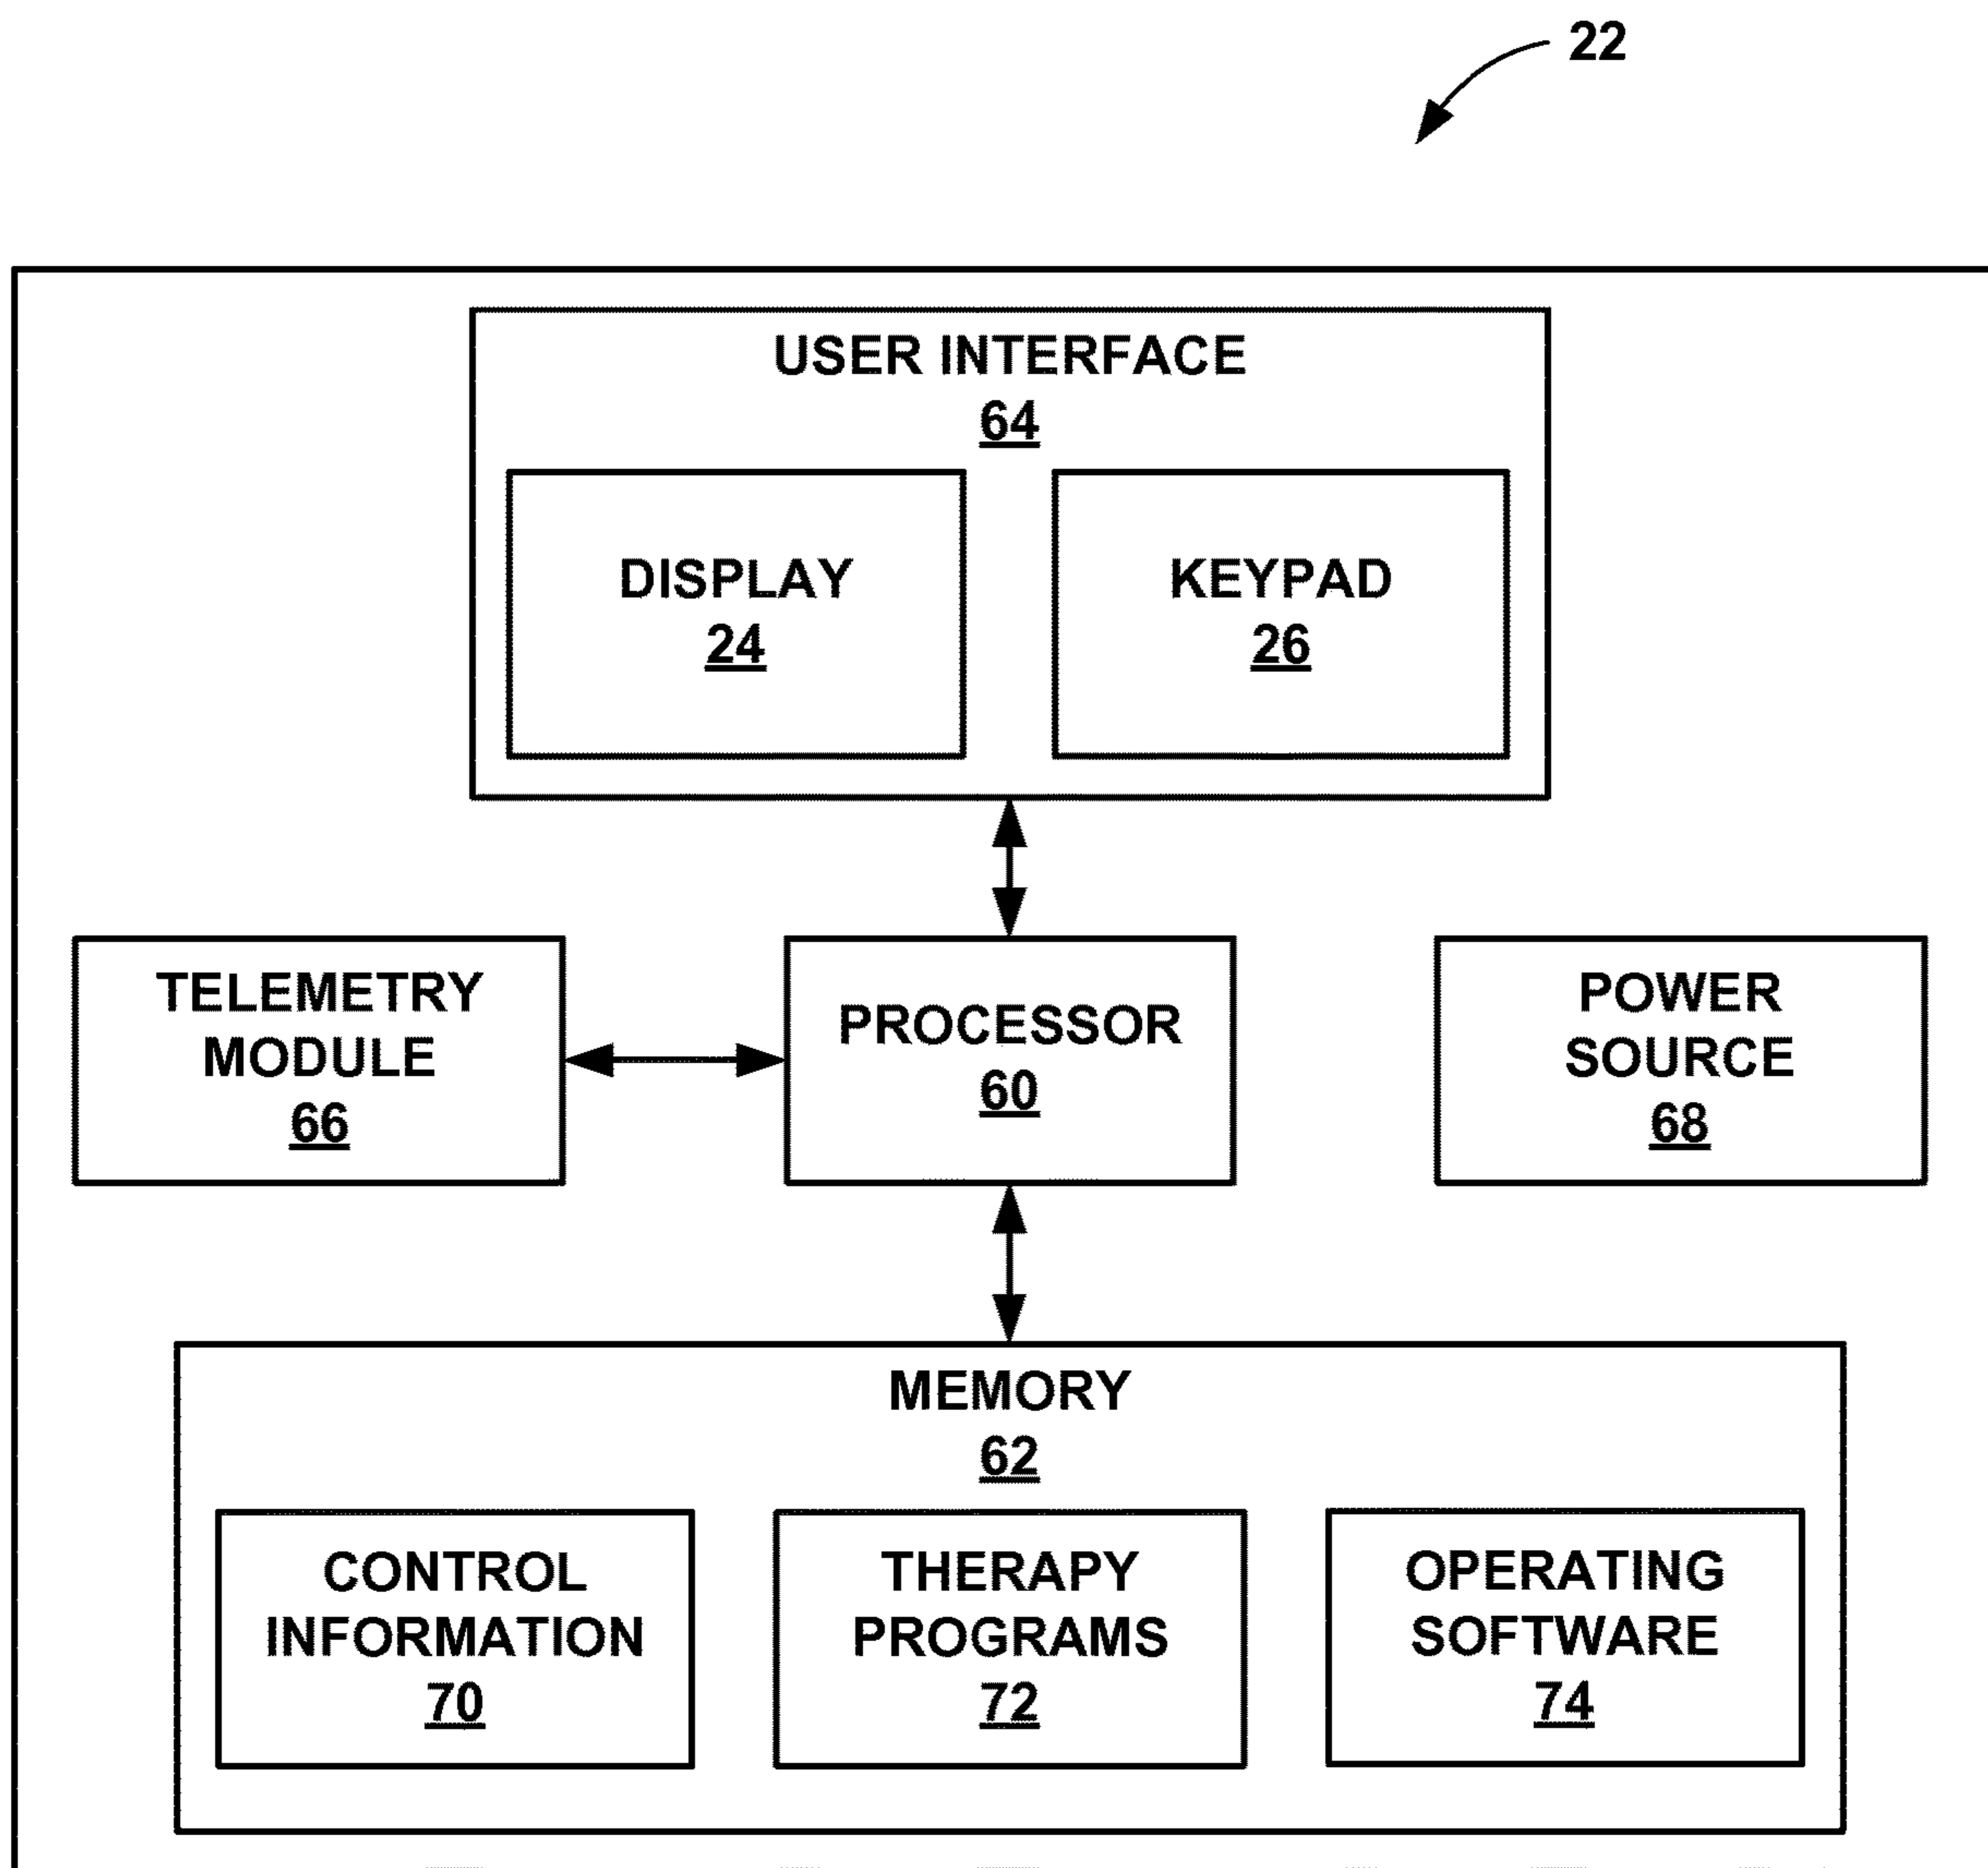 22
USER INTERFACE
64
DISPLAY
24
KEYPAD
26
TELEMETRY
MODULE
66
PROCESSOR
60
POWER
SOURCE
68
MEMORY
62
CONTROL
INFORMATION
70
THERAPY
PROGRAMS
72
OPERATING
SOFTWARE
74